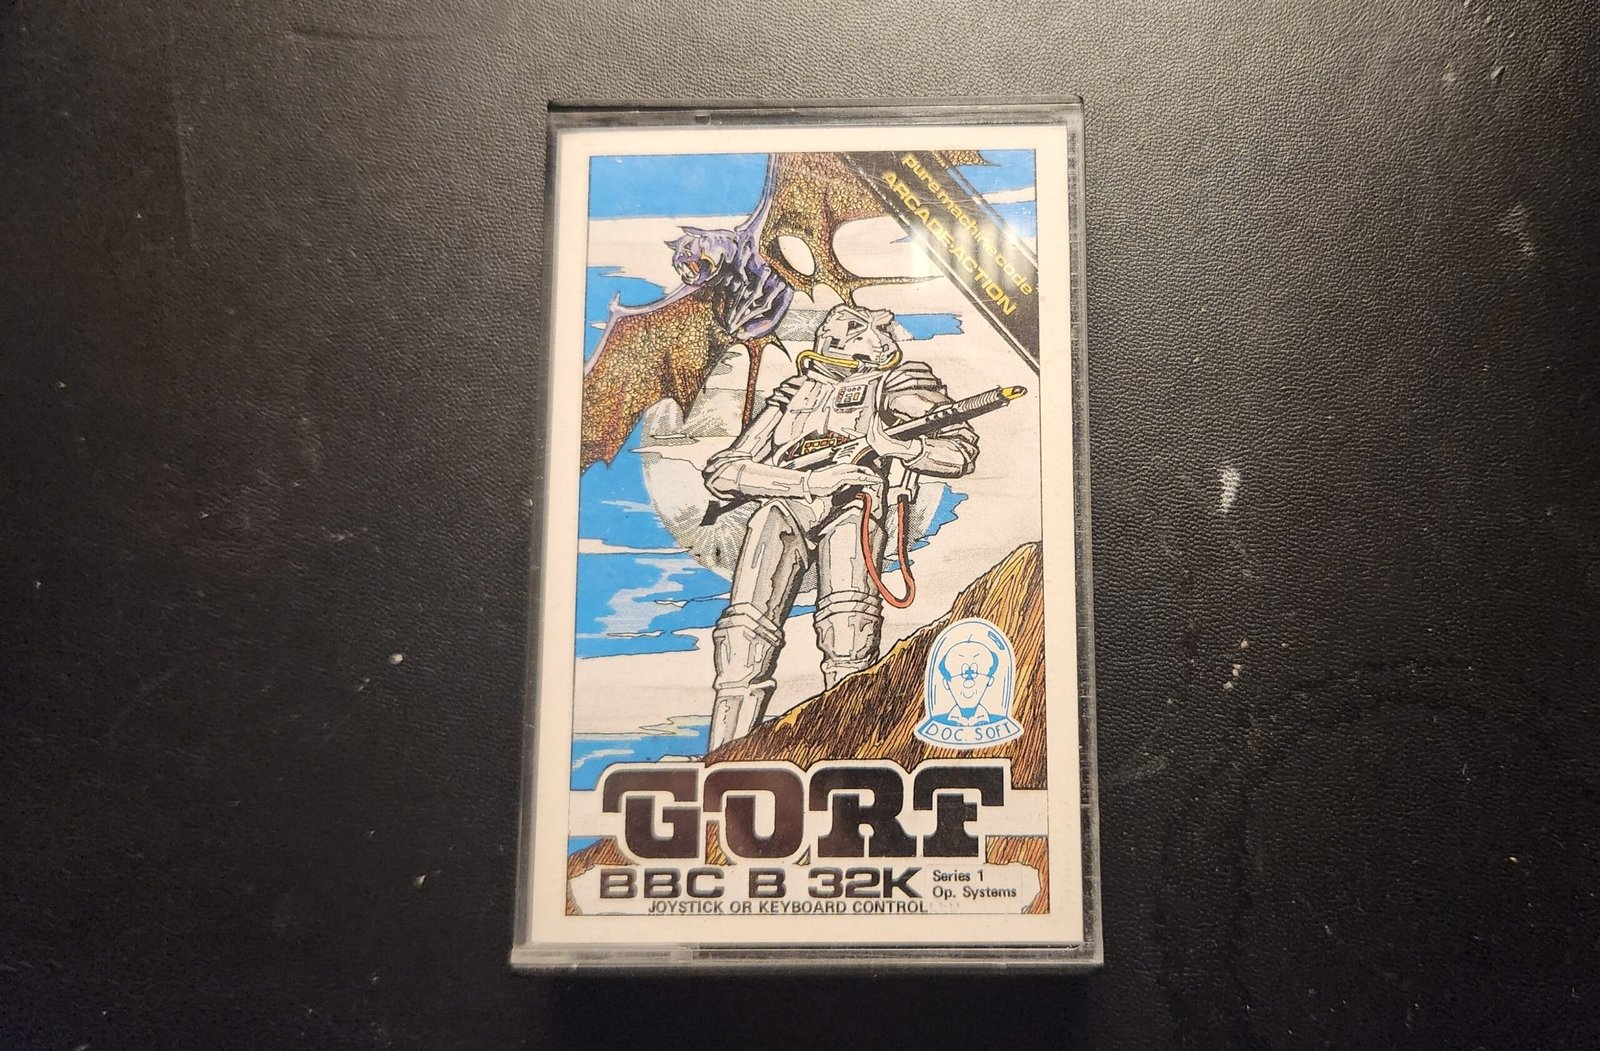 pure machine code
ARCADE ACTION
DOC. SOFT
GORF
BBC B 32K
Series 1
Op. Systems
JOYSTICK OR KEYBOARD CONTROL